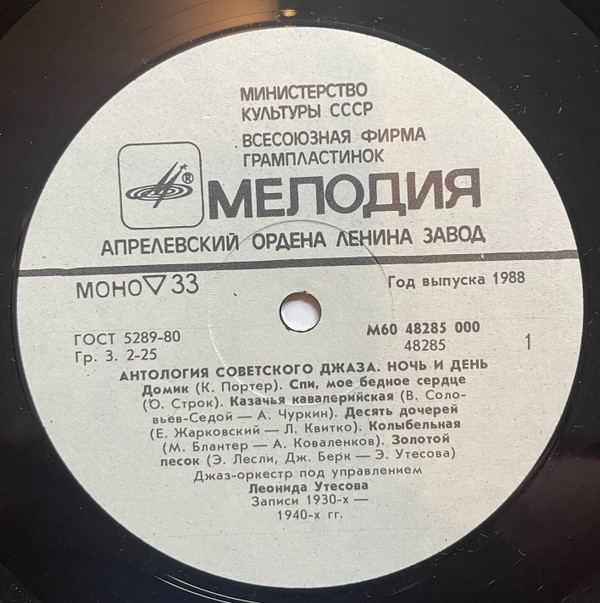 МИНИСТЕРСТВО
КУЛЬТУРЫ СССР
ВСЕСОЮЗНАЯ ФИРМА
ГРАМПЛАСТИНОК
®
МЕЛОДИЯ
АПРЕЛЕВСКИЙ ОРДЕНА ЛЕНИНА ЗАВОД
МОНО ▽ 33
Год выпуска 1988
ГОСТ 5289-80
Гр. 3. 2-25
М60 48285 000
48285
1
АНТОЛОГИЯ СОВЕТСКОГО ДЖАЗА. НОЧЬ И ДЕНЬ
Домик (К. Портер). Спи, мое бедное сердце
(О. Строк). Казачья кавалерийская (В. Соло-
вьев-Седой — А. Чуркин). Десять дочерей
(Е. Жарковский — Л. Квитко). Колыбельная
(М. Блантер — А. Коваленков). Золотой
песок (Э. Лесли, Дж. Берк — Э. Утесова)
Джаз-оркестр под управлением
Леонида Утесова
Записи 1930-х —
1940-х гг.